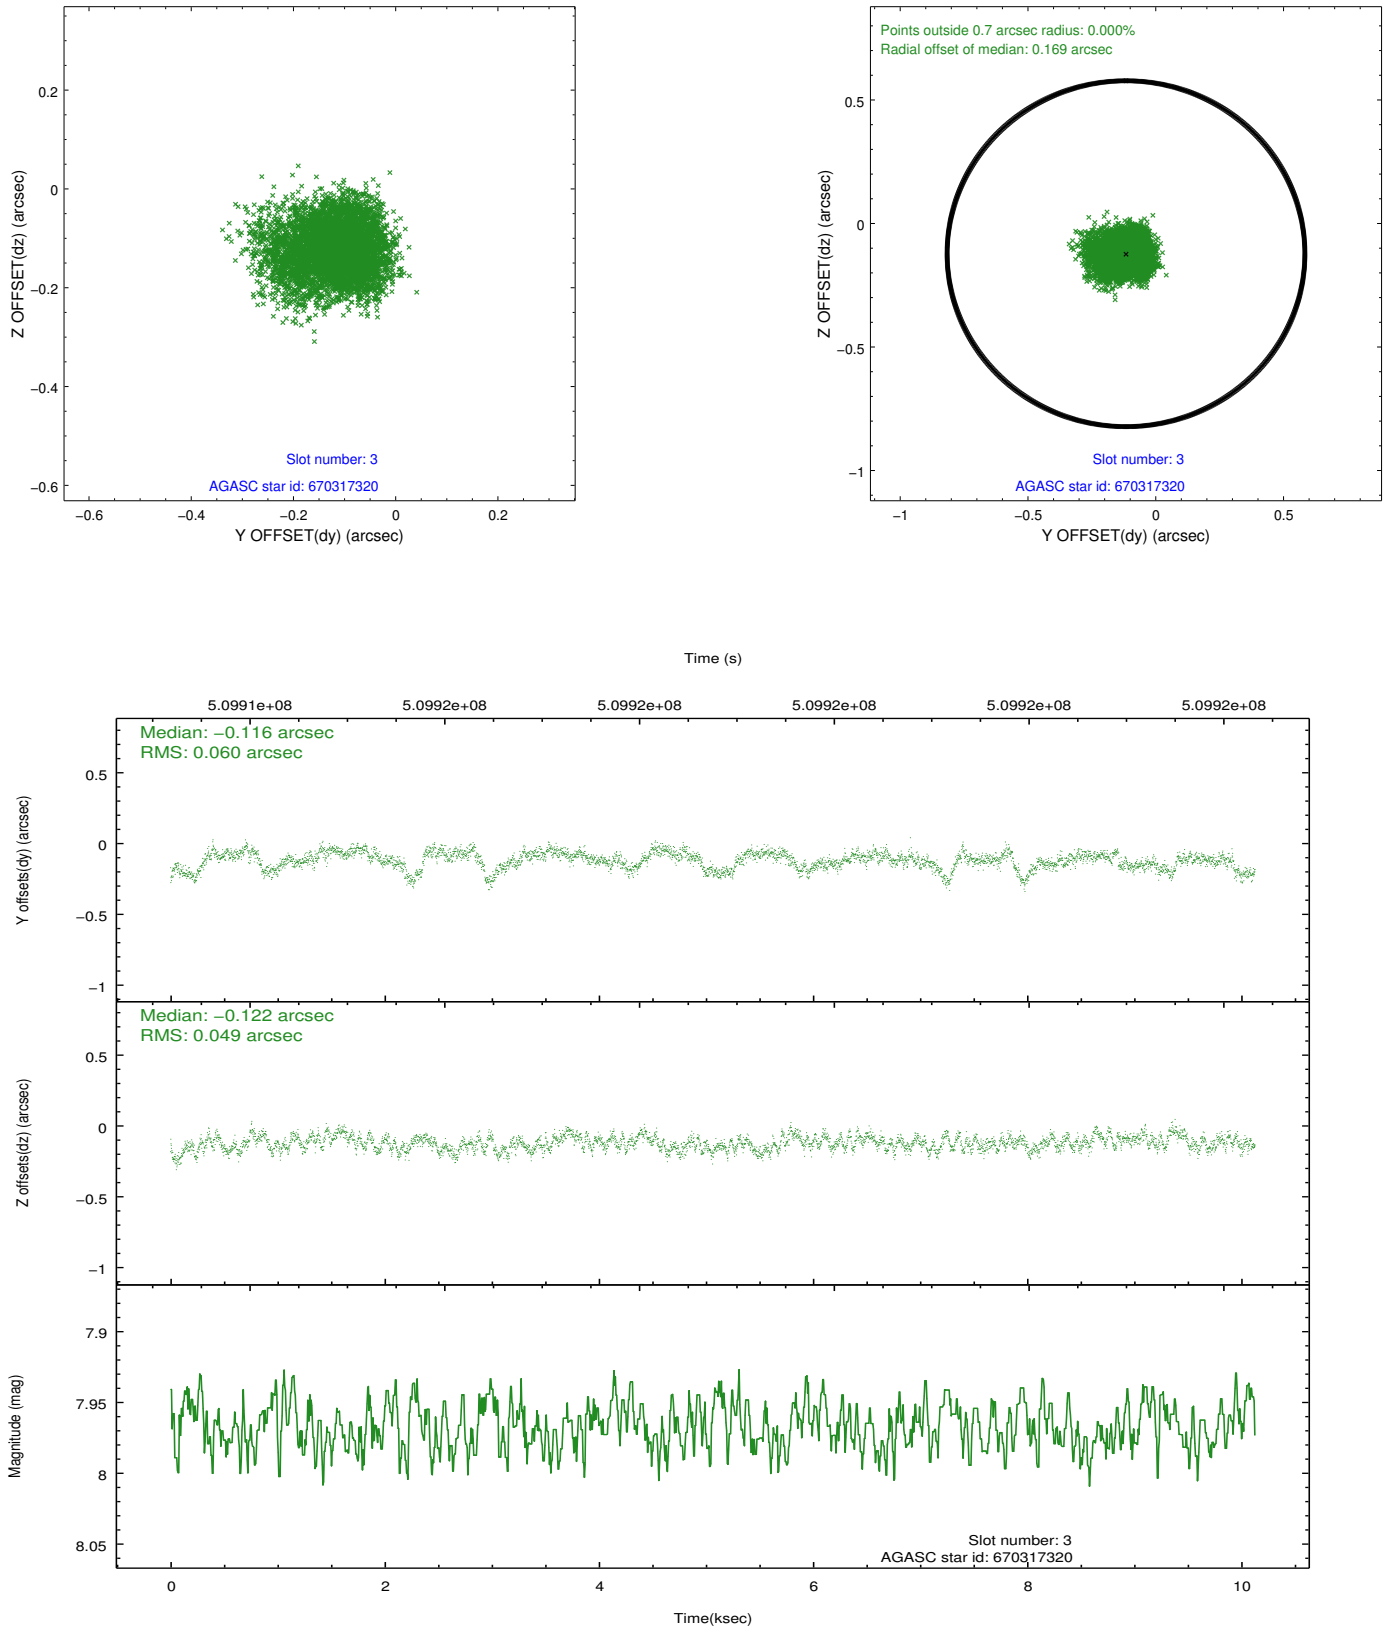 0.2
0
−0.2
−0.4
−0.6
Z OFFSET(dz) (arcsec)
Slot number: 3
AGASC star id: 670317320
−0.6 −0.4 −0.2 0 0.2
Y OFFSET(dy) (arcsec)
Points outside 0.7 arcsec radius: 0.000%
Radial offset of median: 0.169 arcsec
0.5
0
−0.5
−1
Z OFFSET(dz) (arcsec)
Slot number: 3
AGASC star id: 670317320
−1 −0.5 0 0.5
Y OFFSET(dy) (arcsec)
Time (s)
5.0991e+08 5.0992e+08 5.0992e+08 5.0992e+08 5.0992e+08 5.0992e+08
Median: −0.116 arcsec
RMS: 0.060 arcsec
0.5
0
−0.5
−1
Y offsets(dy) (arcsec)
Median: −0.122 arcsec
RMS: 0.049 arcsec
0.5
0
−0.5
−1
Z offsets(dz) (arcsec)
7.9
7.95
8
8.05
Magnitude (mag)
Slot number: 3
AGASC star id: 670317320
0 2 4 6 8 10
Time(ksec)